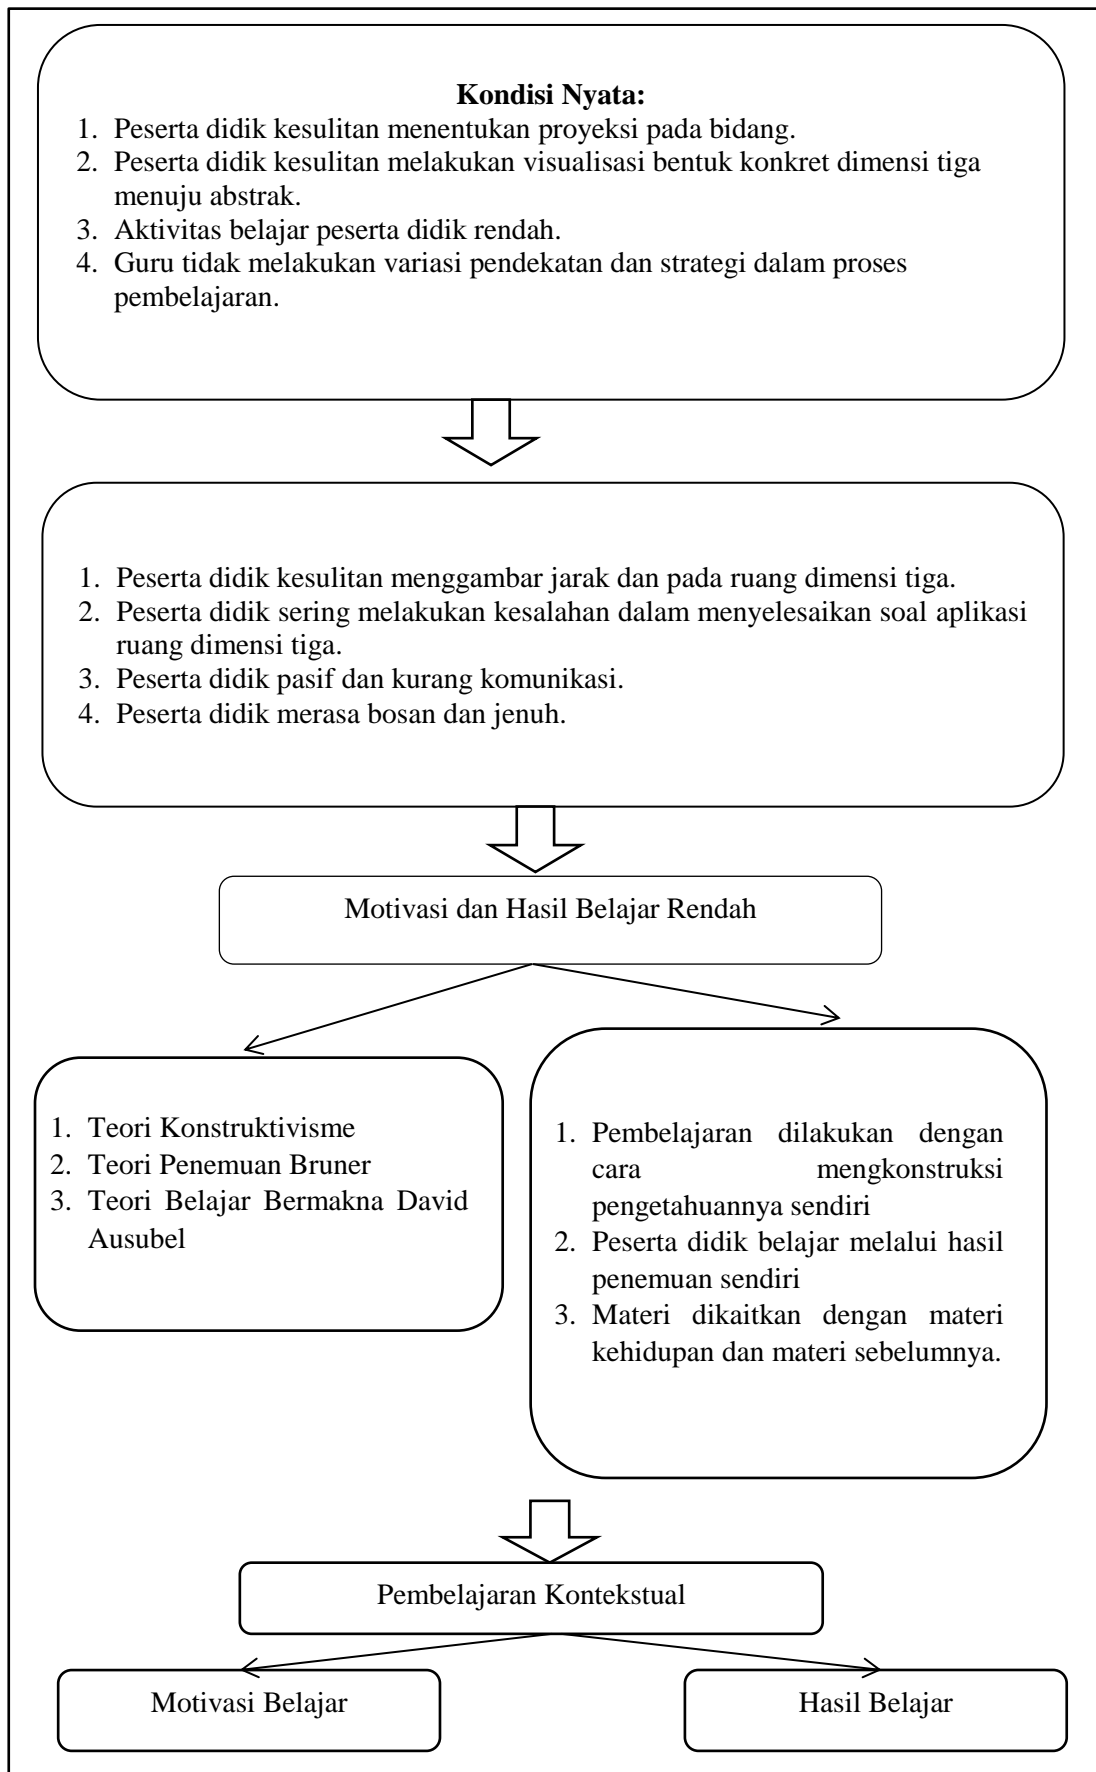 Kondisi Nyata:
1. Peserta didik kesulitan menentukan proyeksi pada bidang.
2. Peserta didik kesulitan melakukan visualisasi bentuk konkret dimensi tiga
menuju abstrak.
3. Aktivitas belajar peserta didik rendah.
4. Guru tidak melakukan variasi pendekatan dan strategi dalam proses
pembelajaran.
1. Peserta didik kesulitan menggambar jarak dan pada ruang dimensi tiga.
2. Peserta didik sering melakukan kesalahan dalam menyelesaikan soal aplikasi
ruang dimensi tiga.
3. Peserta didik pasif dan kurang komunikasi.
4. Peserta didik merasa bosan dan jenuh.
Motivasi dan Hasil Belajar Rendah
1. Teori Konstruktivisme
2. Teori Penemuan Bruner
3. Teori Belajar Bermakna David
Ausubel
1. Pembelajaran dilakukan dengan
cara mengkonstruksi
pengetahuannya sendiri
2. Peserta didik belajar melalui hasil
penemuan sendiri
3. Materi dikaitkan dengan materi
kehidupan dan materi sebelumnya.
Pembelajaran Kontekstual
Motivasi Belajar
Hasil Belajar